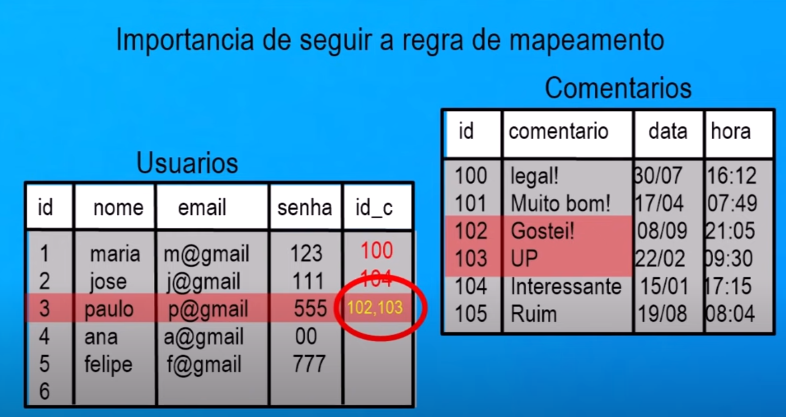 Importancia de seguir a regra de mapeamento
Comentarios
id comentario data hora
100 legal! 30/07 16:12
101 Muito bom! 17/04 07:49
102 Gostei! 08/09 21:05
103 UP 22/02 09:30
104 Interessante 15/01 17:15
105 Ruim 19/08 08:04
Usuarios
id nome email senha id_c
1 maria m@gmail 123 100
2 jose j@gmail 111 104
3 paulo p@gmail 555 102,103
4 ana a@gmail 00
5 felipe f@gmail 777
6